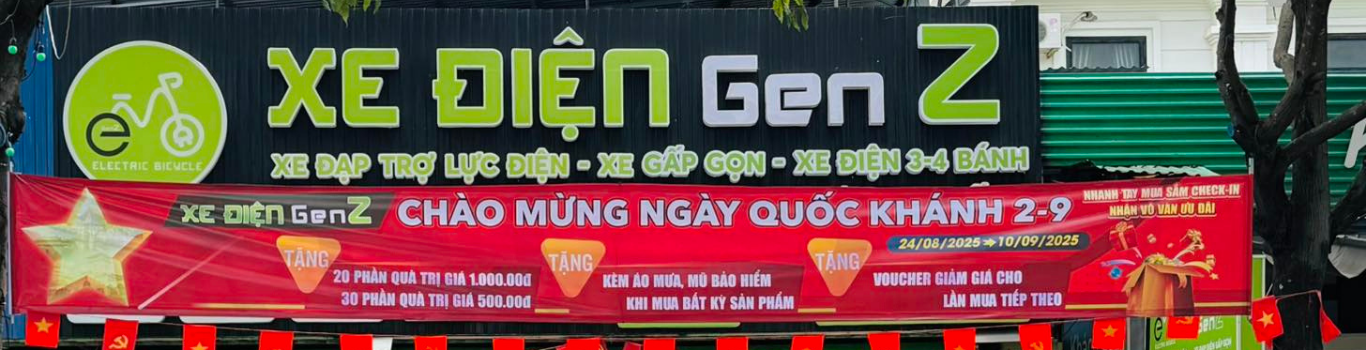 XE ĐIỆN Gen Z
e
ELECTRIC BICYCLE
XE ĐẠP TRỢ LỰC ĐIỆN - XE GẤP GỌN - XE ĐIỆN 3-4 BÁNH
XE ĐIỆN GenZ
CHÀO MỪNG NGÀY QUỐC KHÁNH 2-9
NHANH TAY MUA SẮM CHECK-IN
NHẬN VÔ VÀN ƯU ĐÃI
24/08/2025 ➜ 10/09/2025
TẶNG
20 PHẦN QUÀ TRỊ GIÁ 1.000.00đ
30 PHẦN QUÀ TRỊ GIÁ 500.00đ
TẶNG
KÈM ÁO MƯA, MŨ BẢO HIỂM
KHI MUA BẤT KỲ SẢN PHẨM
TẶNG
VOUCHER GIẢM GIÁ CHO
LẦN MUA TIẾP THEO